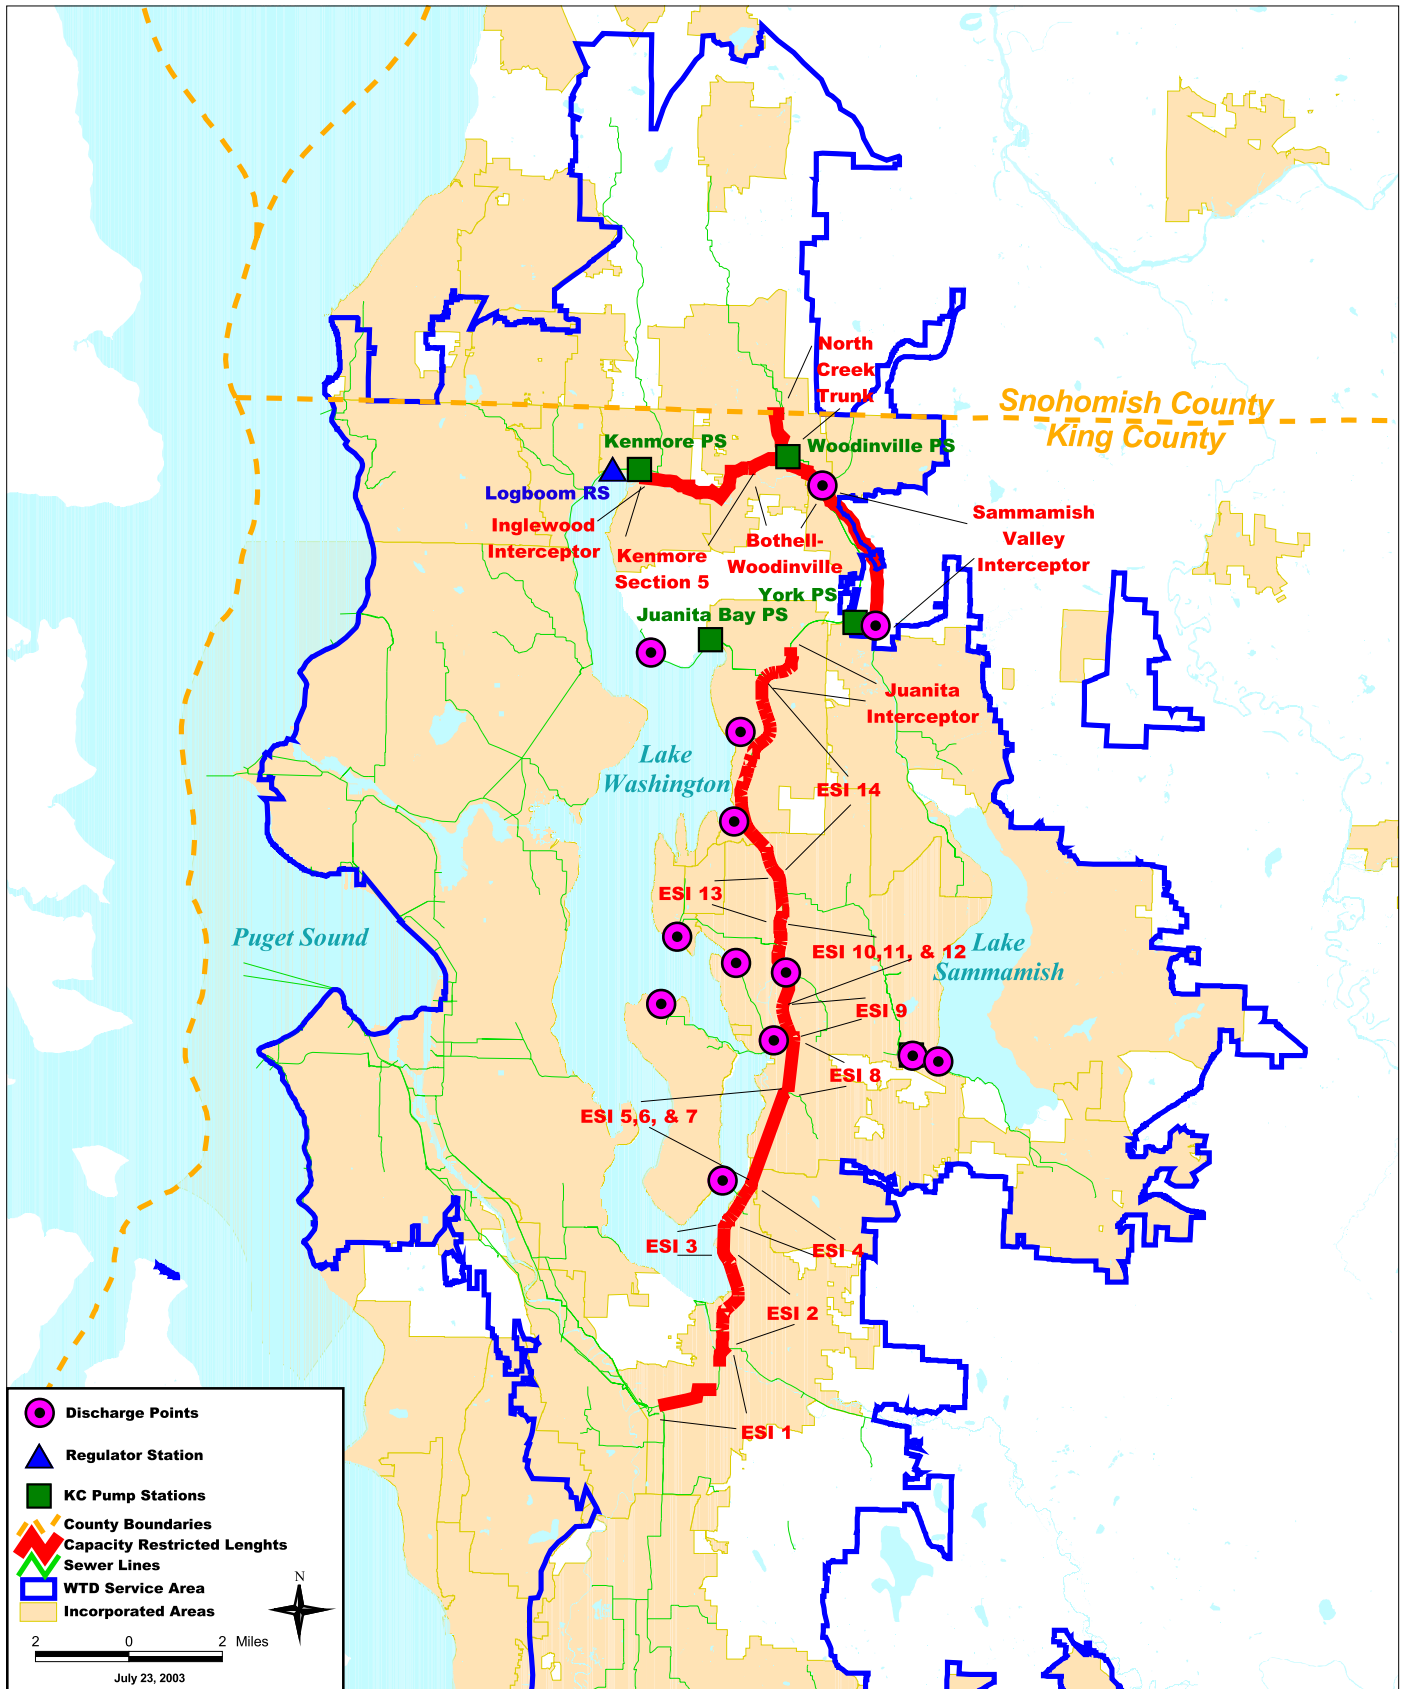 North
Creek
Trunk
Snohomish County
King County
Kenmore PS
Woodinville PS
Logboom RS
Inglewood
Interceptor
Kenmore
Section 5
Bothell-
Woodinville
Sammamish
Valley
Interceptor
York PS
Juanita Bay PS
Juanita
Interceptor
Lake
Washington
ESI 14
ESI 13
Puget Sound
ESI 10,11, & 12
Lake
Sammamish
ESI 9
ESI 8
ESI 5,6, & 7
ESI 3
ESI 4
ESI 2
ESI 1
Discharge Points
Regulator Station
KC Pump Stations
County Boundaries
Capacity Restricted Lenghts
Sewer Lines
WTD Service Area
Incorporated Areas
N
2 0 2 Miles
July 23, 2003